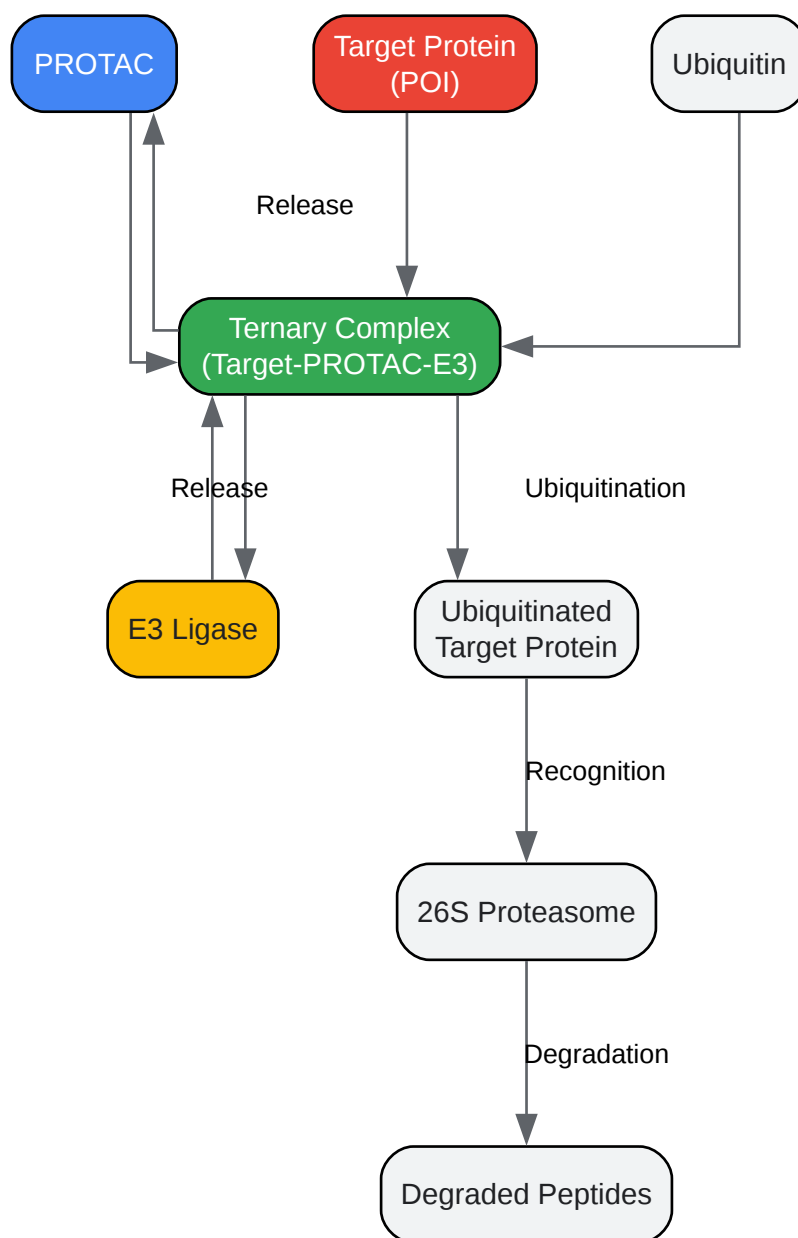 PROTAC
Target Protein
(POI)
Ubiquitin
Release
Ternary Complex
(Target-PROTAC-E3)
Release
Ubiquitination
E3 Ligase
Ubiquitinated
Target Protein
Recognition
26S Proteasome
Degradation
Degraded Peptides